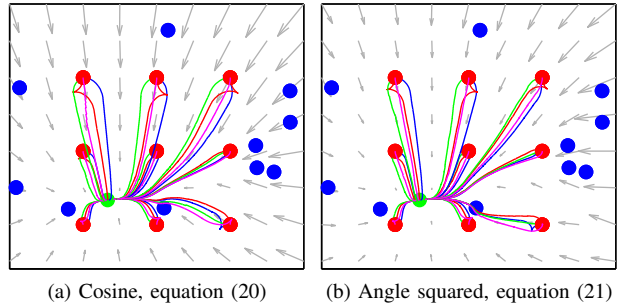 (a) Cosine, equation (20)
(b) Angle squared, equation (21)